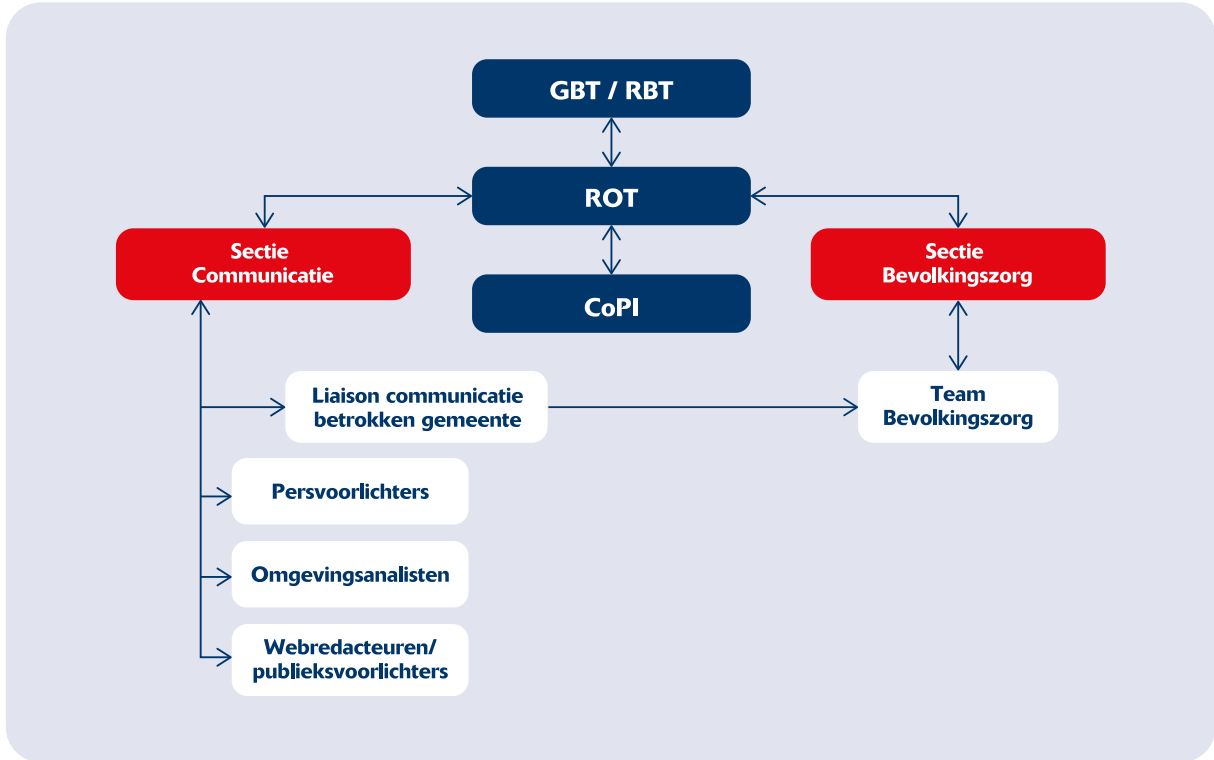 GBT / RBT
ROT
Sectie
Communicatie
Sectie
Bevolkingszorg
CoPI
Liaison communicatie
betrokken gemeente
Team
Bevolkingszorg
Persvoorlichters
Omgevingsanalisten
Webredacteuren/
publieksvoorlichters